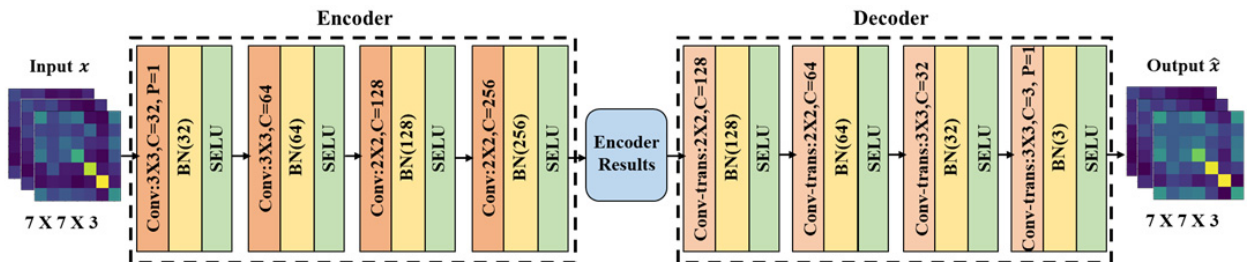 Encoder
Decoder
Input x
7 X 7 X 3
Conv:3X3,C=32, P=1
BN(32)
SELU
Conv:3X3,C=64
BN(64)
SELU
Conv:2X2,C=128
BN(128)
SELU
Conv:2X2,C=256
BN(256)
SELU
Encoder
Results
Conv-trans:2X2,C=128
BN(128)
SELU
Conv-trans:2X2,C=64
BN(64)
SELU
Conv-trans:3X3,C=32
BN(32)
SELU
Conv-trans:3X3,C=3, P=1
BN(3)
SELU
Output x̂
7 X 7 X 3